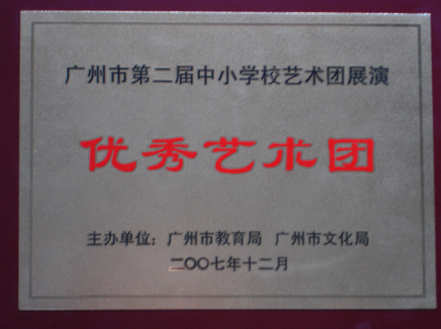 广州市第二届中小学校艺术团展演
优秀艺术团
主办单位：广州市教育局 广州市文化局
二〇〇七年十二月